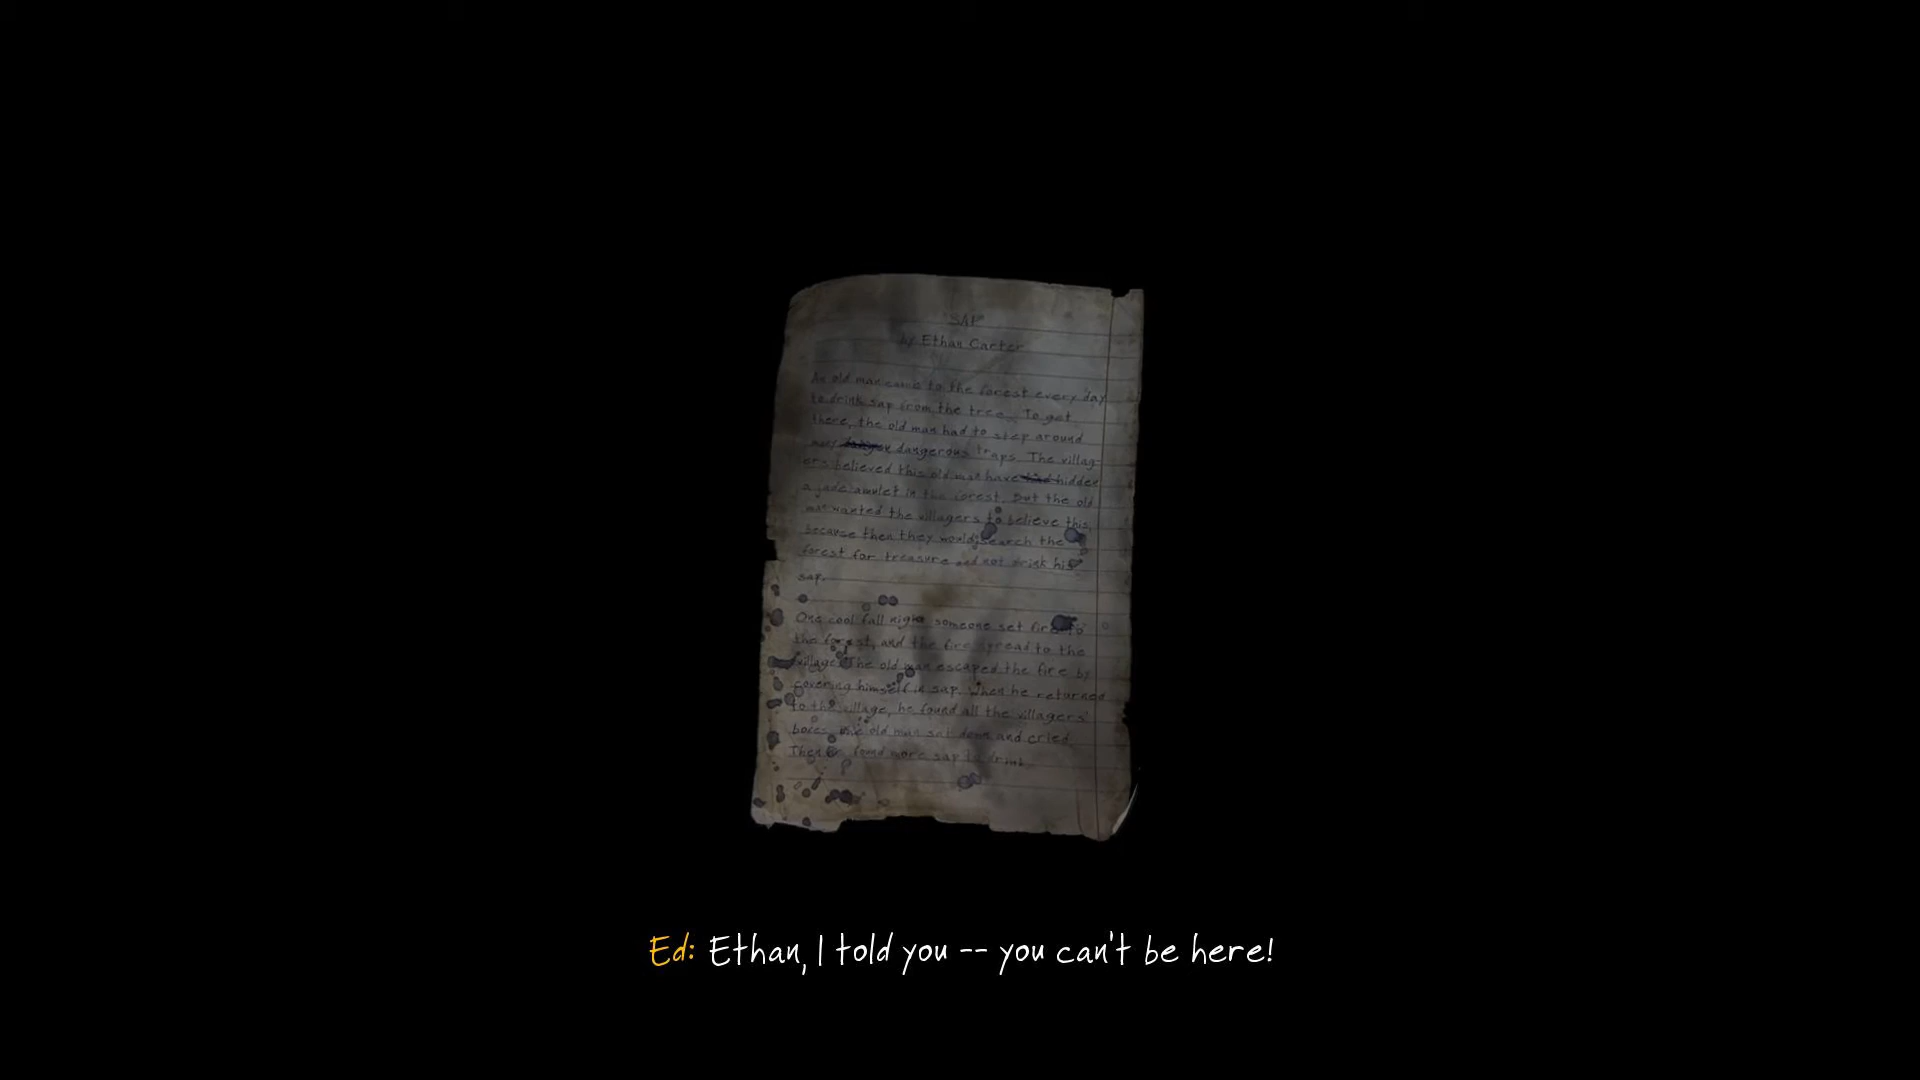 "SAP"
by Ethan Carter
An old man came to the forest every day
to drink sap from the tree. To get
there, the old man had to step around
many dangerous traps. The villag-
ers believed this old man have had hidden
a jade amulet in the forest. But the old
man wanted the villagers to believe this,
because then they would search the
forest for treasure and not drink his
sap.
One cool fall night someone set fire to
the forest, and the fire spread to the
village. The old man escaped the fire by
covering himself in sap. When he returned
to the village, he found all the villagers'
bones. The old man sat down and cried.
Then he found more sap to drink.
Ed: Ethan, I told you -- you can't be here!